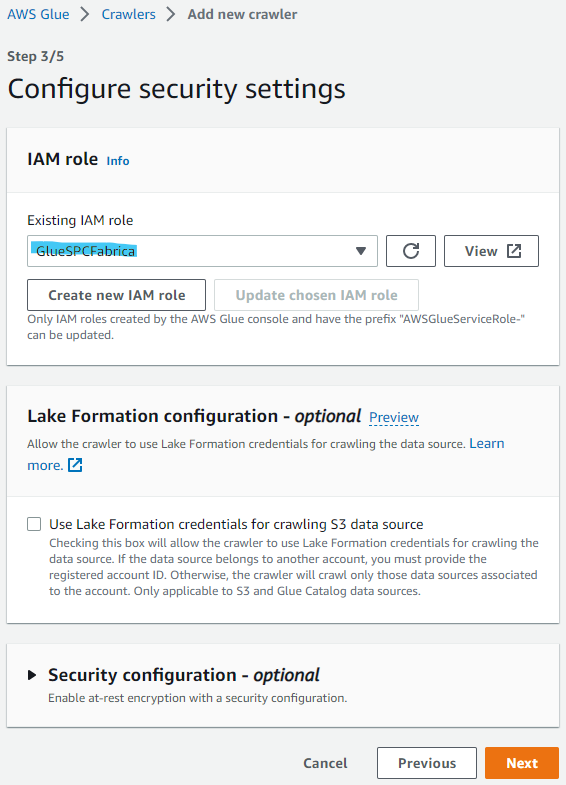 AWS Glue > Crawlers > Add new crawler
Step 3/5
Configure security settings
IAM role Info
Existing IAM role
GlueSPCFabrica
View
Create new IAM role
Update chosen IAM role
Only IAM roles created by the AWS Glue console and have the prefix "AWSGlueServiceRole-"
can be updated.
Lake Formation configuration - optional Preview
Allow the crawler to use Lake Formation credentials for crawling the data source. Learn
more.
Use Lake Formation credentials for crawling S3 data source
Checking this box will allow the crawler to use Lake Formation credentials for crawling the
data source. If the data source belongs to another account, you must provide the
registered account ID. Otherwise, the crawler will crawl only those data sources associated
to the account. Only applicable to S3 and Glue Catalog data sources.
Security configuration - optional
Enable at-rest encryption with a security configuration.
Cancel
Previous
Next